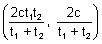 (2ct₁t₂ / t₁ + t₂, 2c / t₁ + t₂)